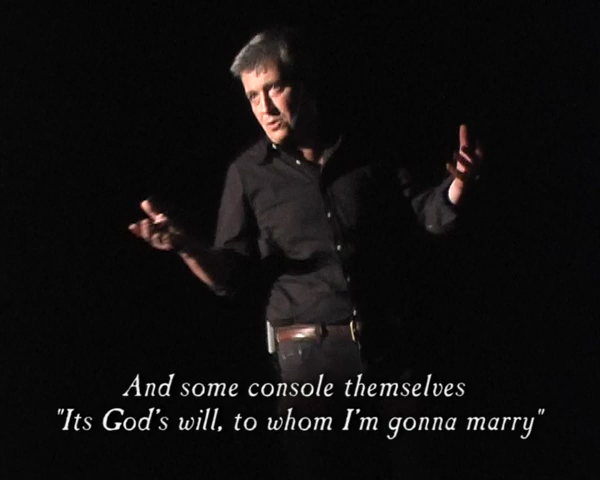 And some console themselves
"Its God's will, to whom I'm gonna marry"